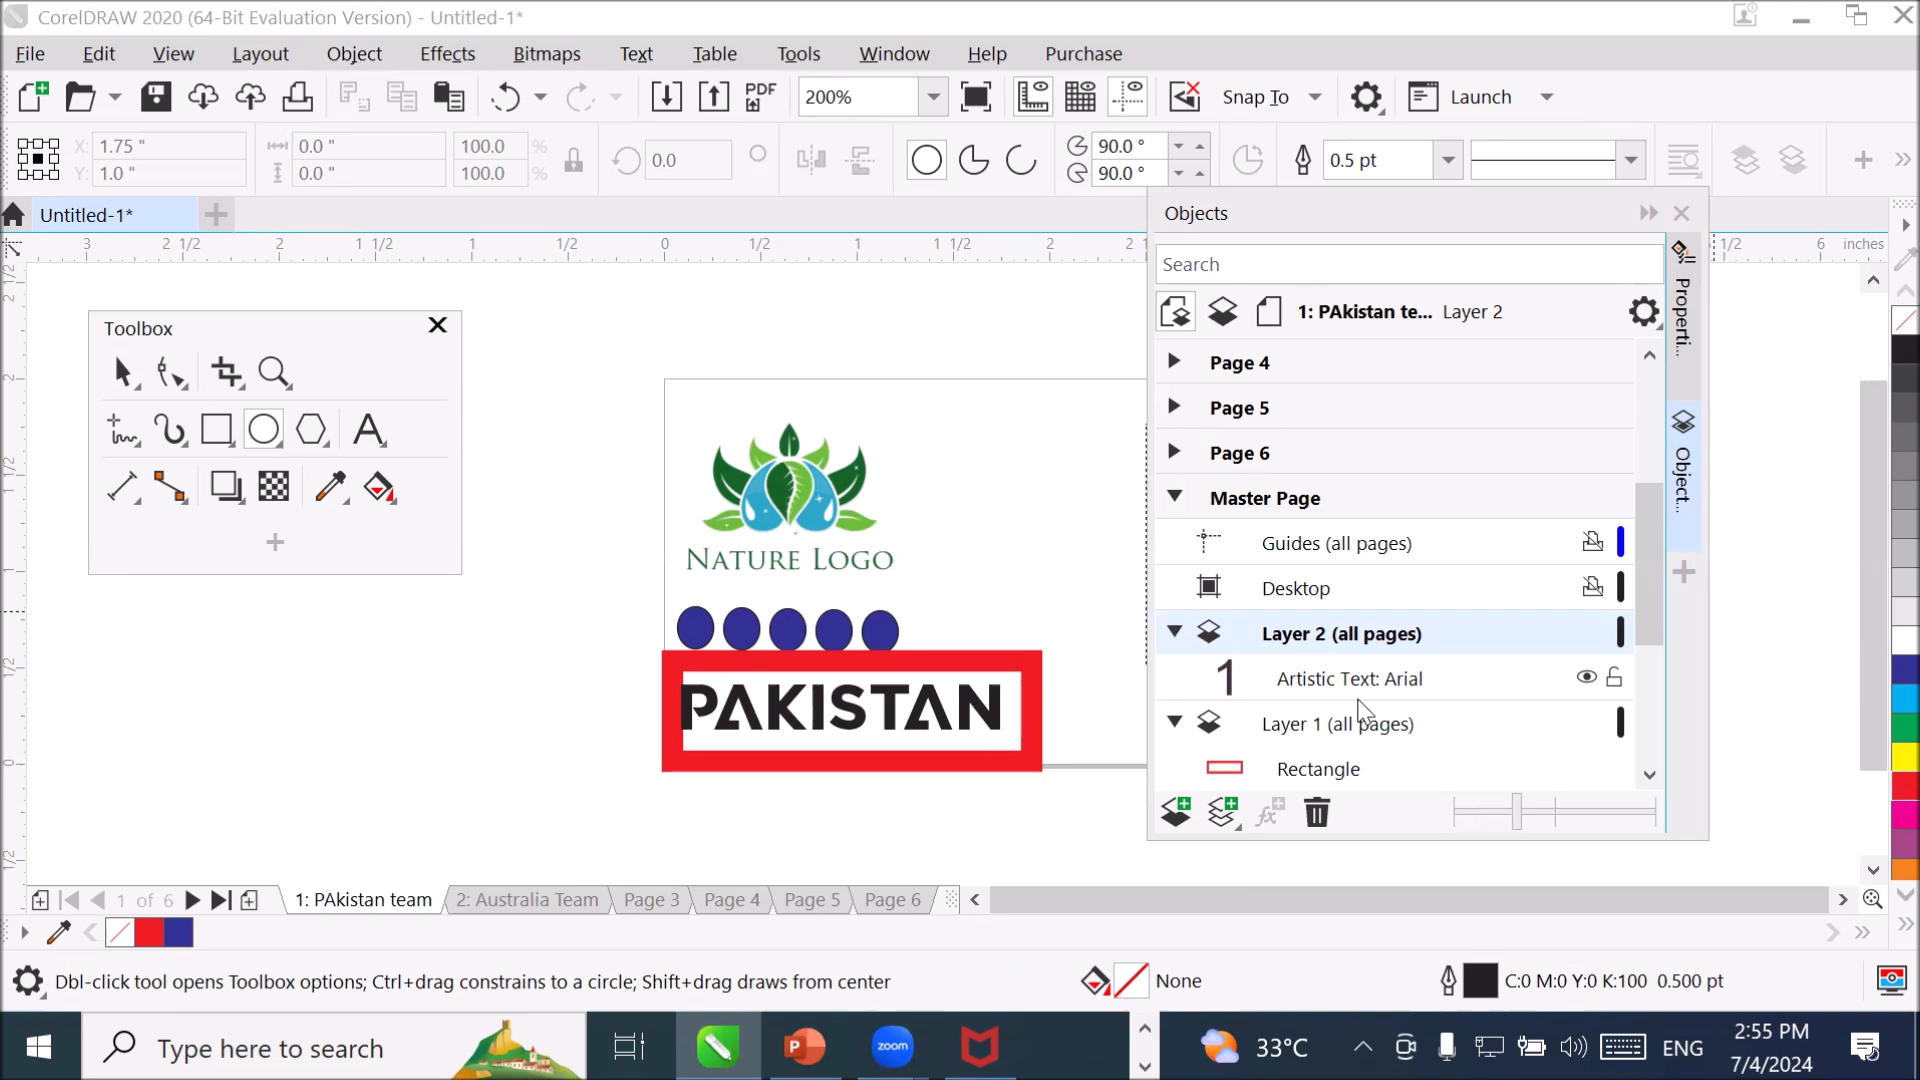 CorelDRAW 2020 (64-Bit Evaluation Version) - Untitled-1*
File Edit View Layout Object Effects Bitmaps Text Table Tools Window Help Purchase
PDF 200% Snap To Launch
X: 1.75 " 0.0 " 100.0 % 0.0 90.0 ° 0.5 pt
Y: 1.0 " 0.0 " 100.0 % 90.0 °
Untitled-1*
3 2 1/2 2 1 1/2 1 1/2 0 1/2 1 1 1/2 2 2 1/2 6 inches
Toolbox
NATURE LOGO
PAKISTAN
Objects
Search
1: PAkistan te... Layer 2
Page 4
Page 5
Page 6
Master Page
Guides (all pages)
Desktop
Layer 2 (all pages)
1 Artistic Text: Arial
Layer 1 (all pages)
Rectangle
Properti...
Object...
1 of 6 1: PAkistan team 2: Australia Team Page 3 Page 4 Page 5 Page 6
Dbl-click tool opens Toolbox options; Ctrl+drag constrains to a circle; Shift+drag draws from center None C:0 M:0 Y:0 K:100 0.500 pt
Type here to search zoom 33°C ENG 2:55 PM
7/4/2024